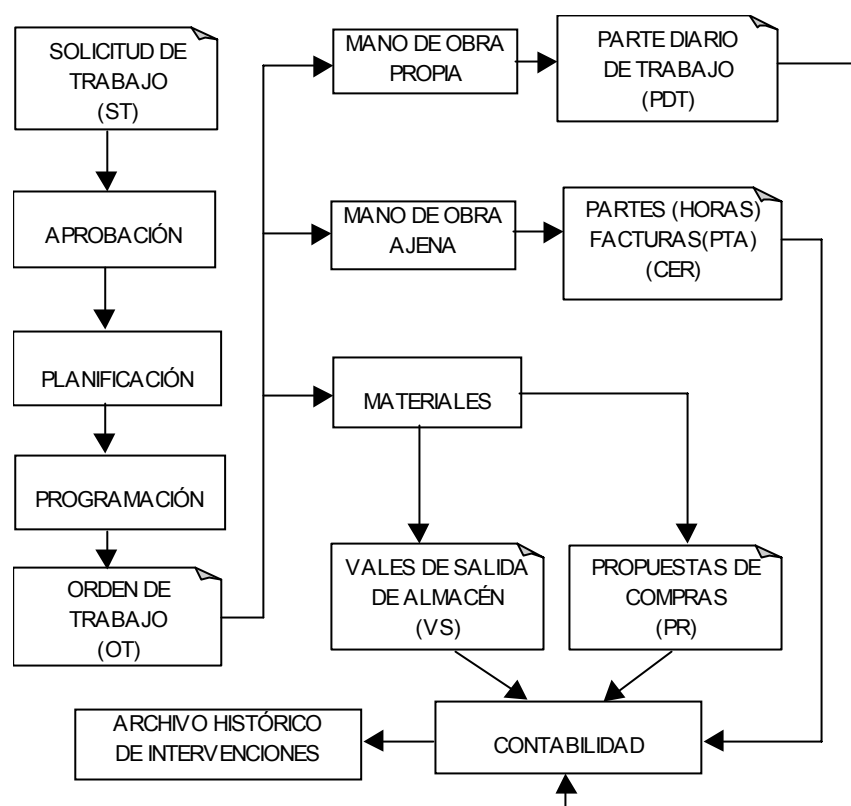 SOLICITUD DE
TRABAJO
(ST)
APROBACIÓN
PLANIFICACIÓN
PROGRAMACIÓN
ORDEN DE
TRABAJO
(OT)
MANO DE OBRA
PROPIA
PARTE DIARIO
DE TRABAJO
(PDT)
MANO DE OBRA
AJENA
PARTES (HORAS)
FACTURAS(PTA)
(CER)
MATERIALES
VALES DE SALIDA
DE ALMACÉN
(VS)
PROPUESTAS DE
COMPRAS
(PR)
CONTABILIDAD
ARCHIVO HISTÓRICO
DE INTERVENCIONES